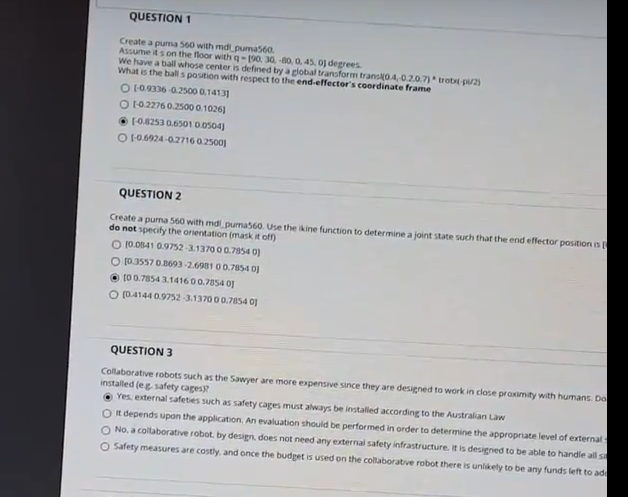 QUESTION 1
Create a puma 560 with mdl_puma560.
Assume it s on the floor with q = [90, 30, -80, 0, 45, 0] degrees.
We have a ball whose center is defined by a global transform transl(0.4,-0.2,0.7) * trotx(-pi/2)
What is the ball s position with respect to the end-effector's coordinate frame
[-0.9336 -0.2500 0.1413]
[-0.2276 0.2500 0.1026]
[-0.8253 0.6501 0.0504]
[-0.6924 -0.2716 0.2500]
QUESTION 2
Create a puma 560 with mdl_puma560. Use the ikine function to determine a joint state such that the end effector position is
do not specify the orientation (mask it off)
[0.0841 0.9752 -3.1370 0 0.7854 0]
[0.3557 0.8693 -2.6981 0 0.7854 0]
[0 0.7854 3.1416 0 0.7854 0]
[0.4144 0.9752 -3.1370 0 0.7854 0]
QUESTION 3
Collaborative robots such as the Sawyer are more expensive since they are designed to work in close proximity with humans. Do
installed (e.g. safety cages)?
Yes, external safeties such as safety cages must always be installed according to the Australian Law
It depends upon the application. An evaluation should be performed in order to determine the appropriate level of external
No, a collaborative robot, by design, does not need any external safety infrastructure. It is designed to be able to handle all
Safety measures are costly, and once the budget is used on the collaborative robot there is unlikely to be any funds left to